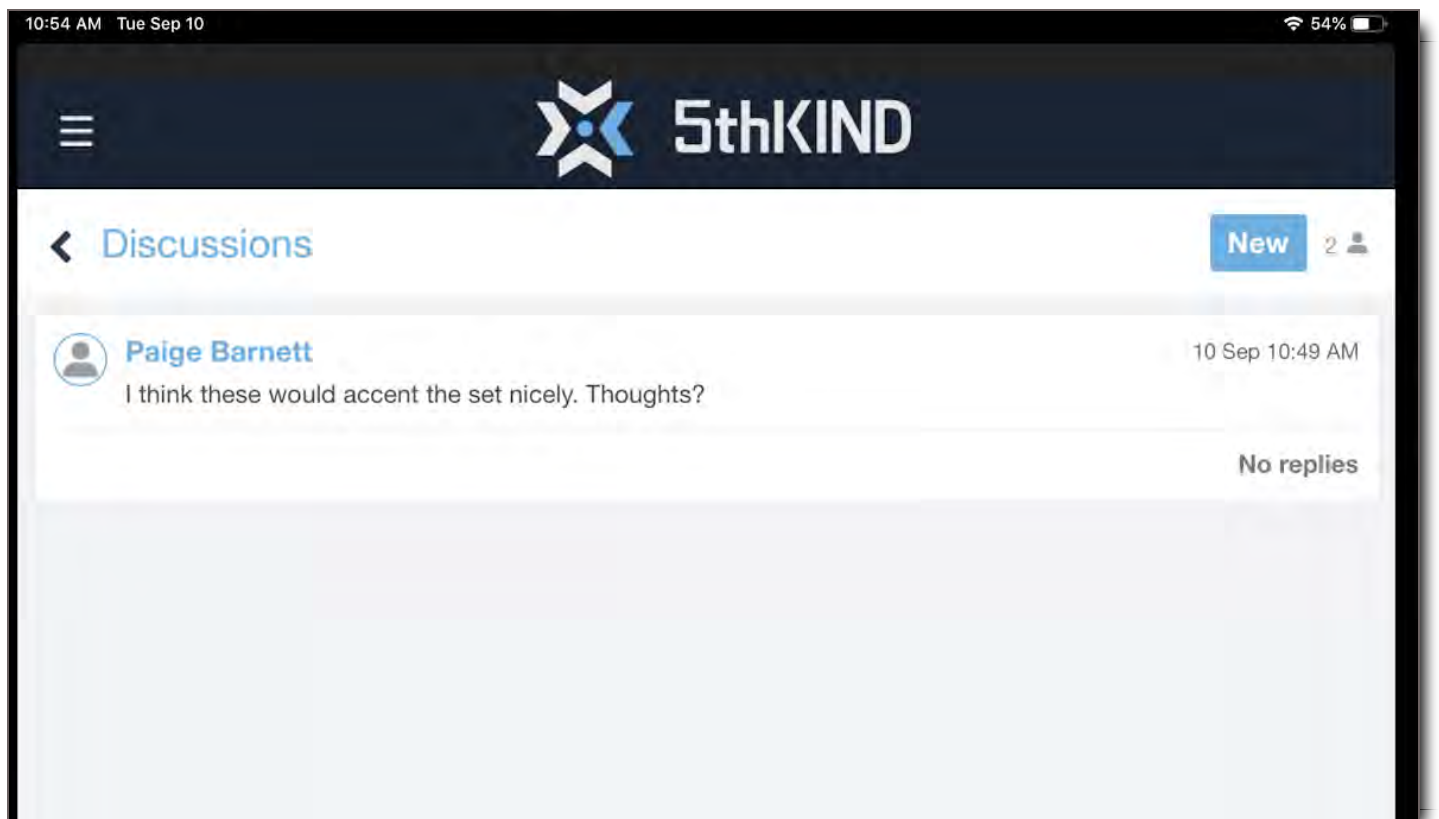 10:54 AM Tue Sep 10 54%
5thKIND
Discussions New 2
Paige Barnett 10 Sep 10:49 AM
I think these would accent the set nicely. Thoughts?
No replies